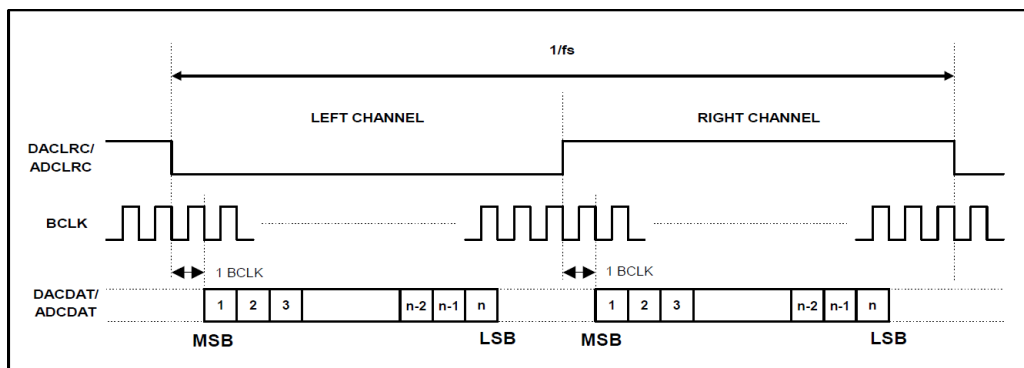 1/fs
LEFT CHANNEL
RIGHT CHANNEL
DACLRC/
ADCLRC
BCLK
1 BCLK
1 BCLK
DACDAT/
ADCDAT
1 2 3 n-2 n-1 n
1 2 3 n-2 n-1 n
MSB LSB MSB LSB